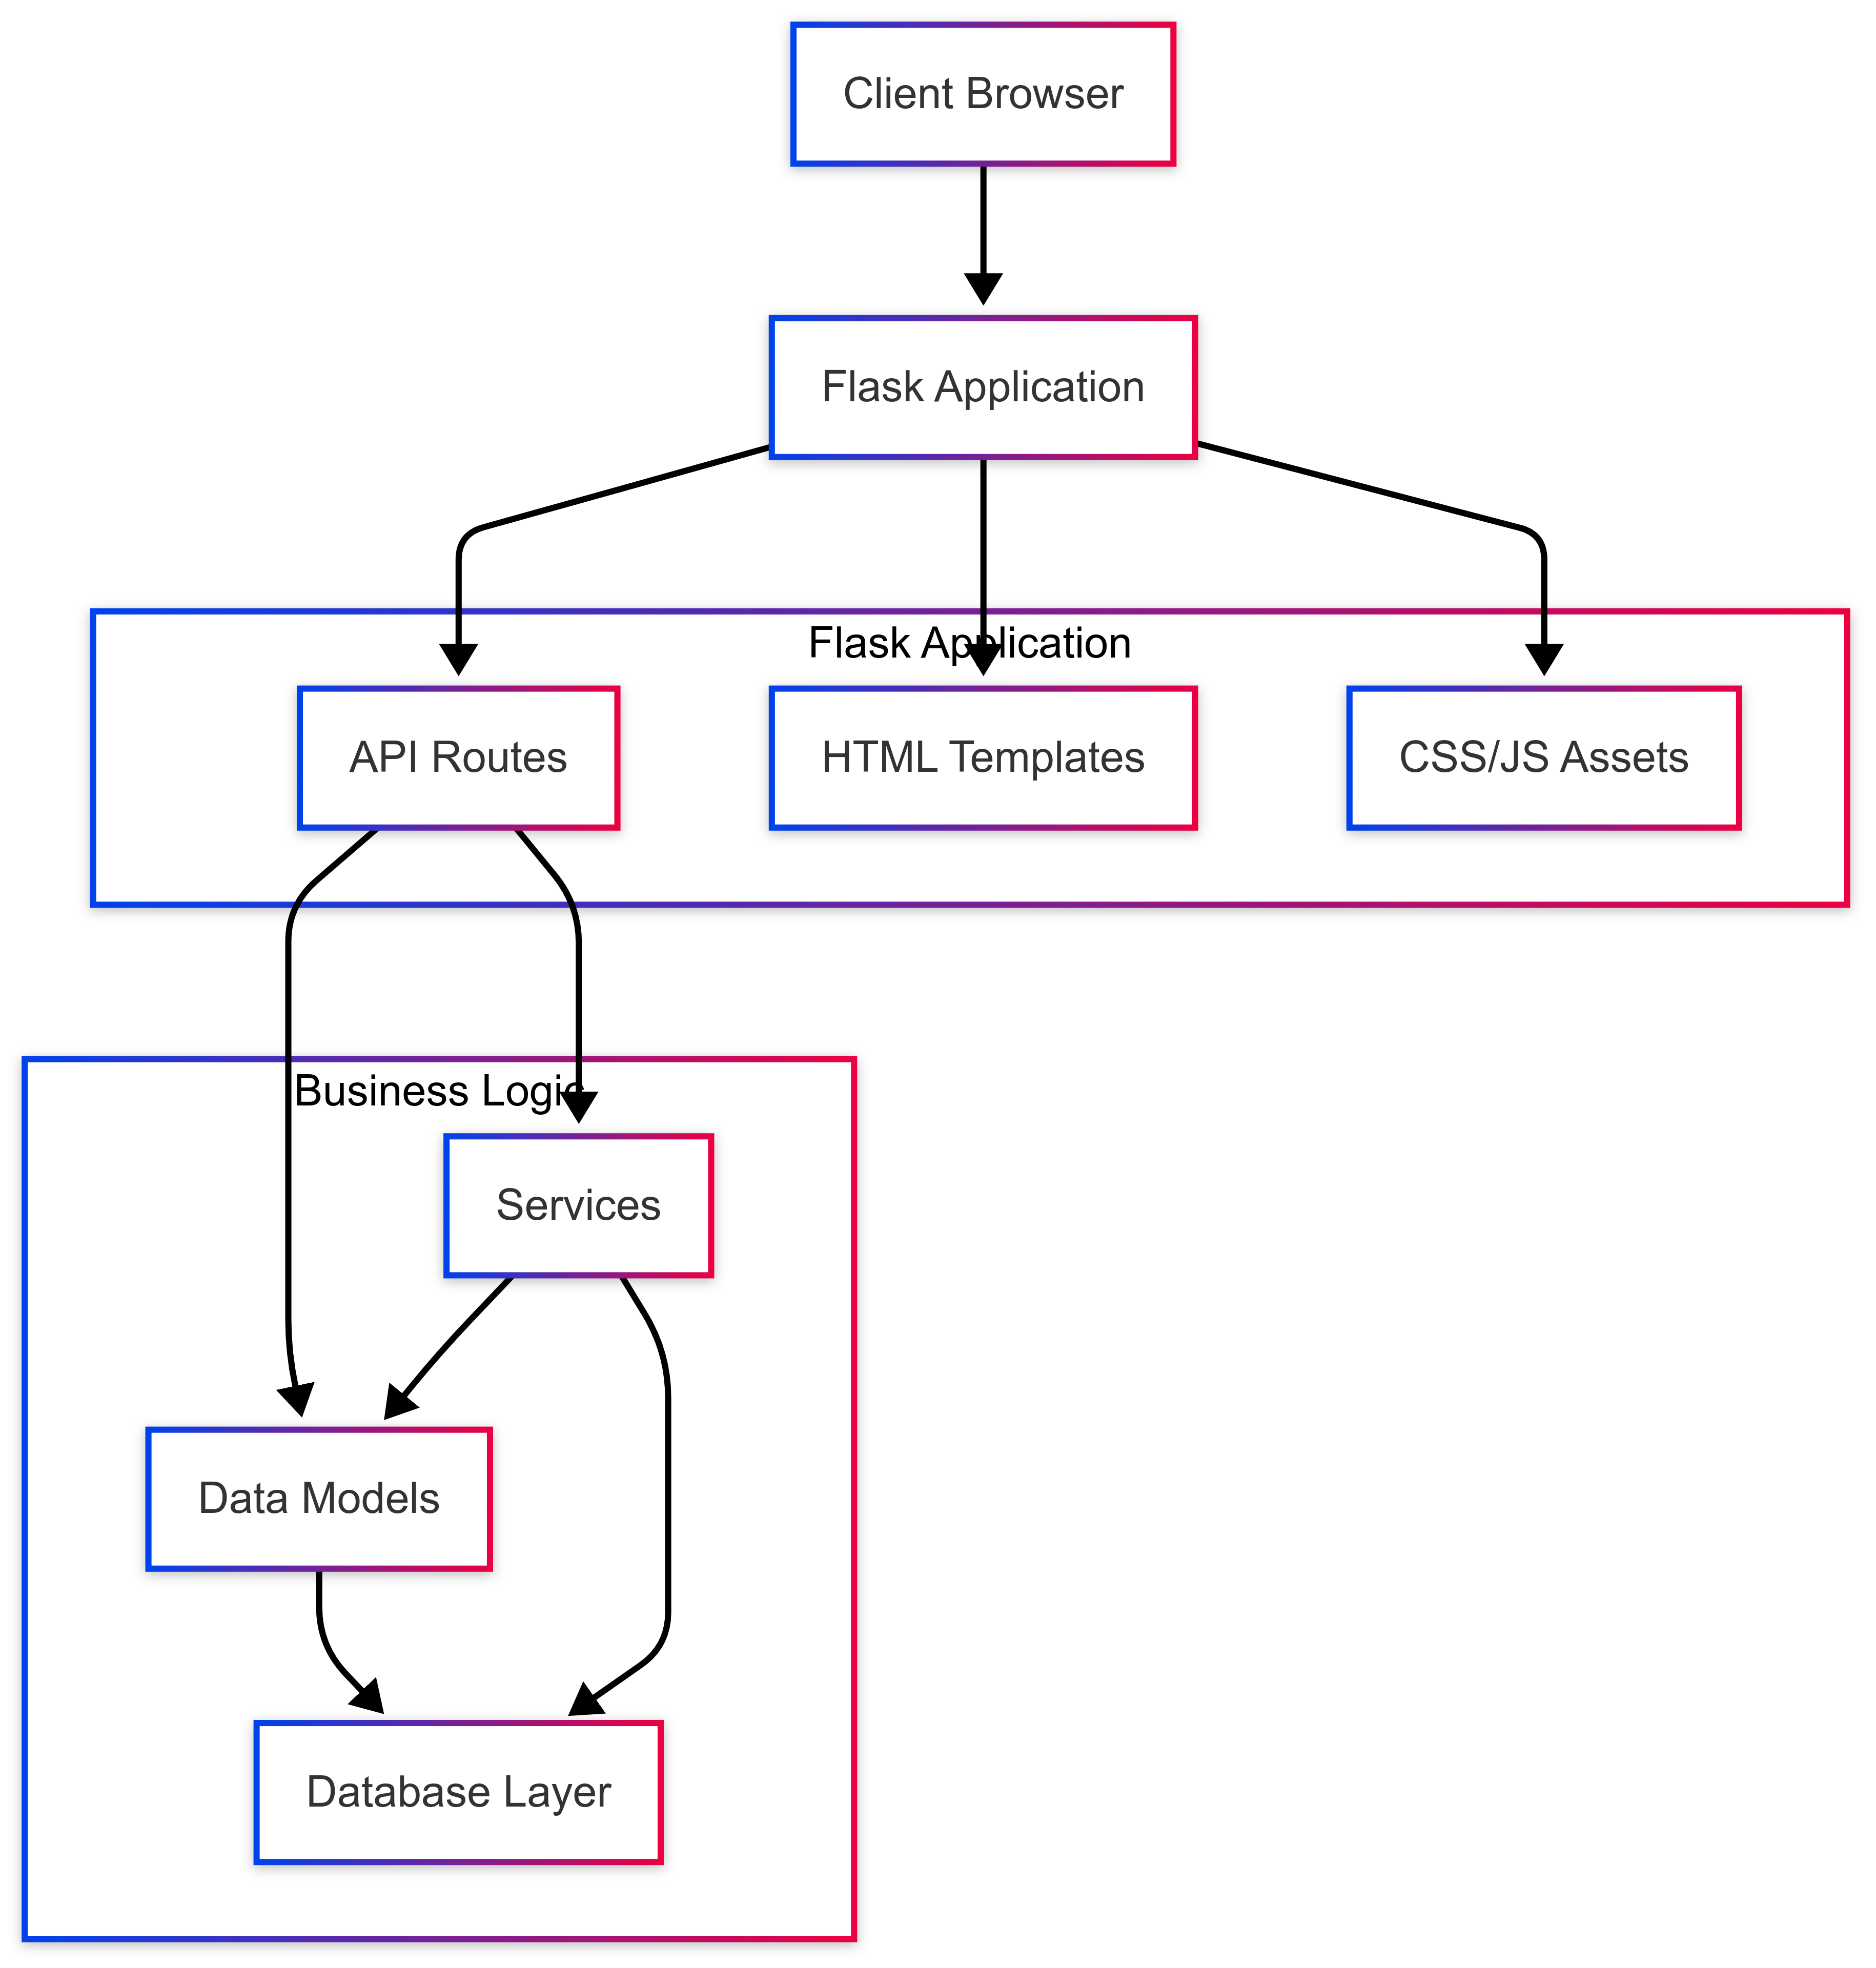 Client Browser
Flask Application
Flask Application
API Routes
HTML Templates
CSS/JS Assets
Business Logic
Services
Data Models
Database Layer